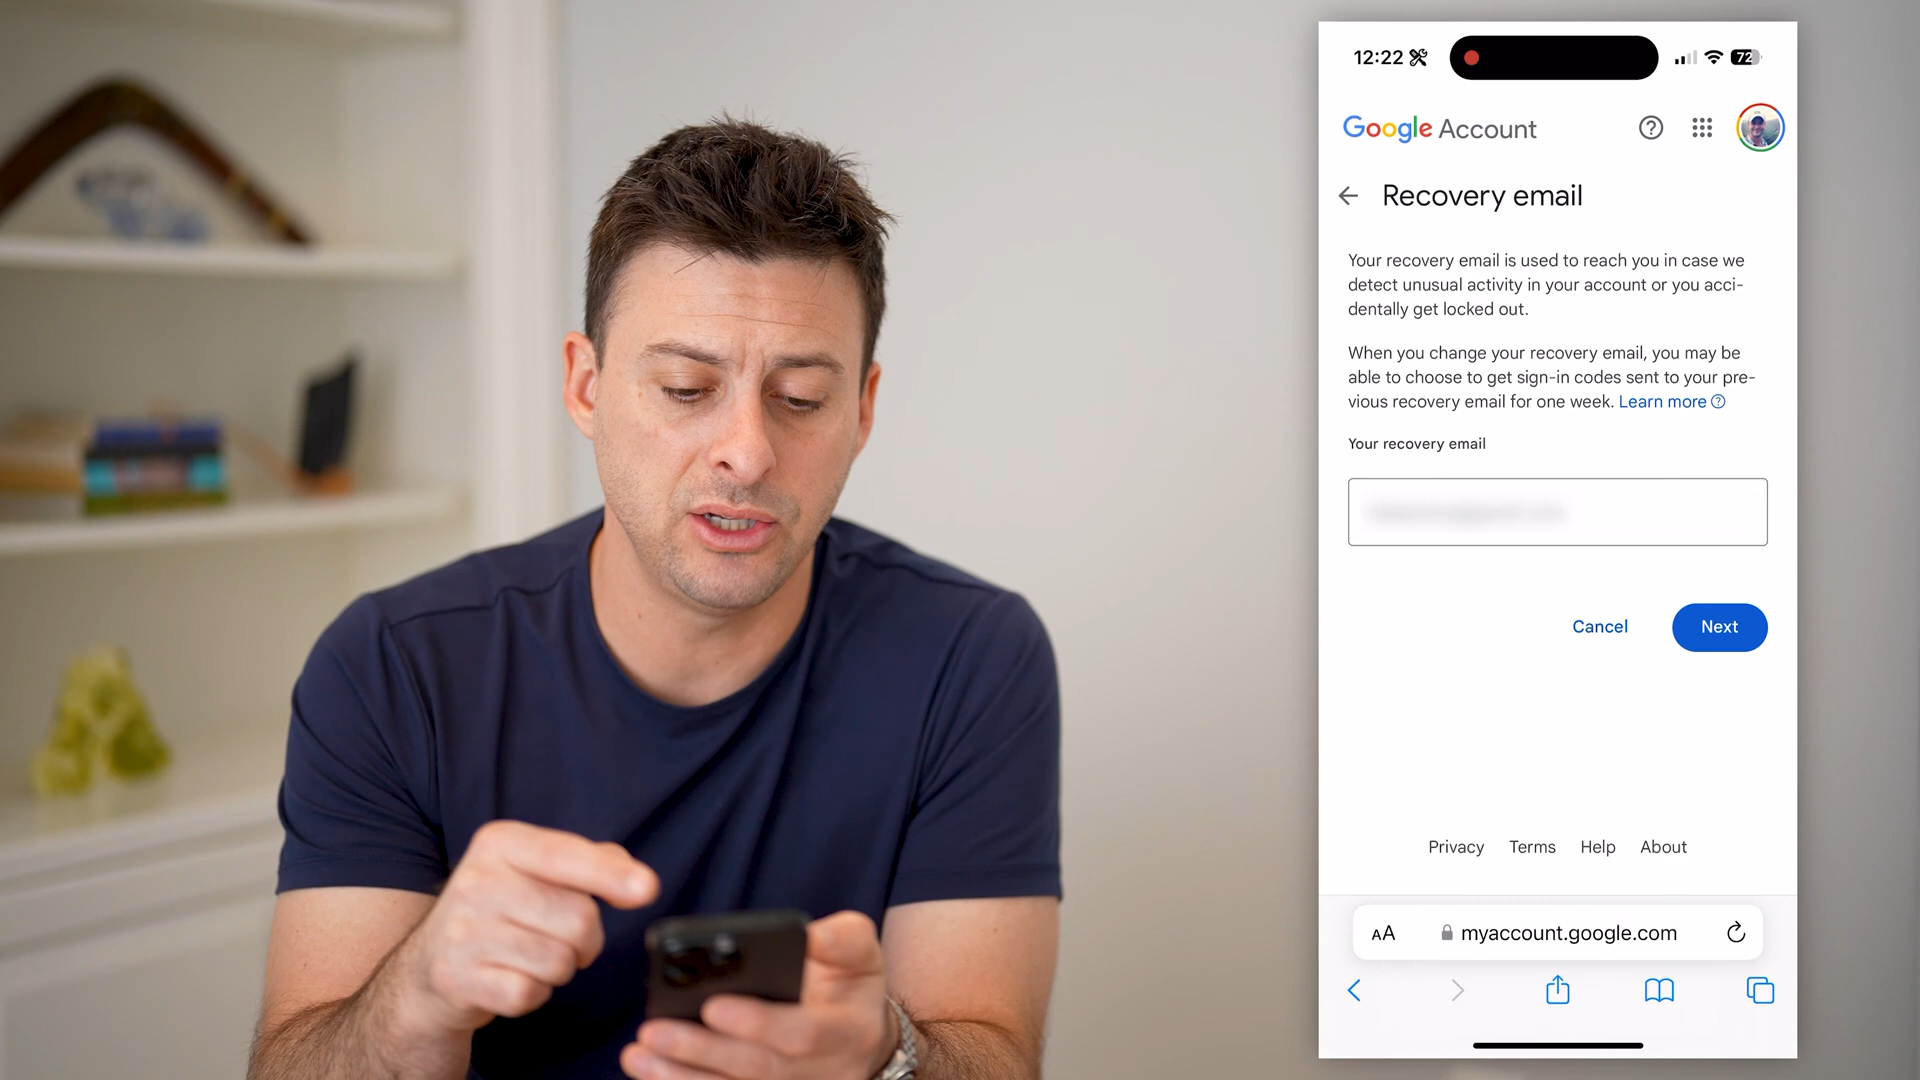 12:22
72
Google Account
Recovery email
Your recovery email is used to reach you in case we
detect unusual activity in your account or you acci-
dentally get locked out.
When you change your recovery email, you may be
able to choose to get sign-in codes sent to your pre-
vious recovery email for one week. Learn more
Your recovery email
Cancel
Next
Privacy Terms Help About
AA
myaccount.google.com